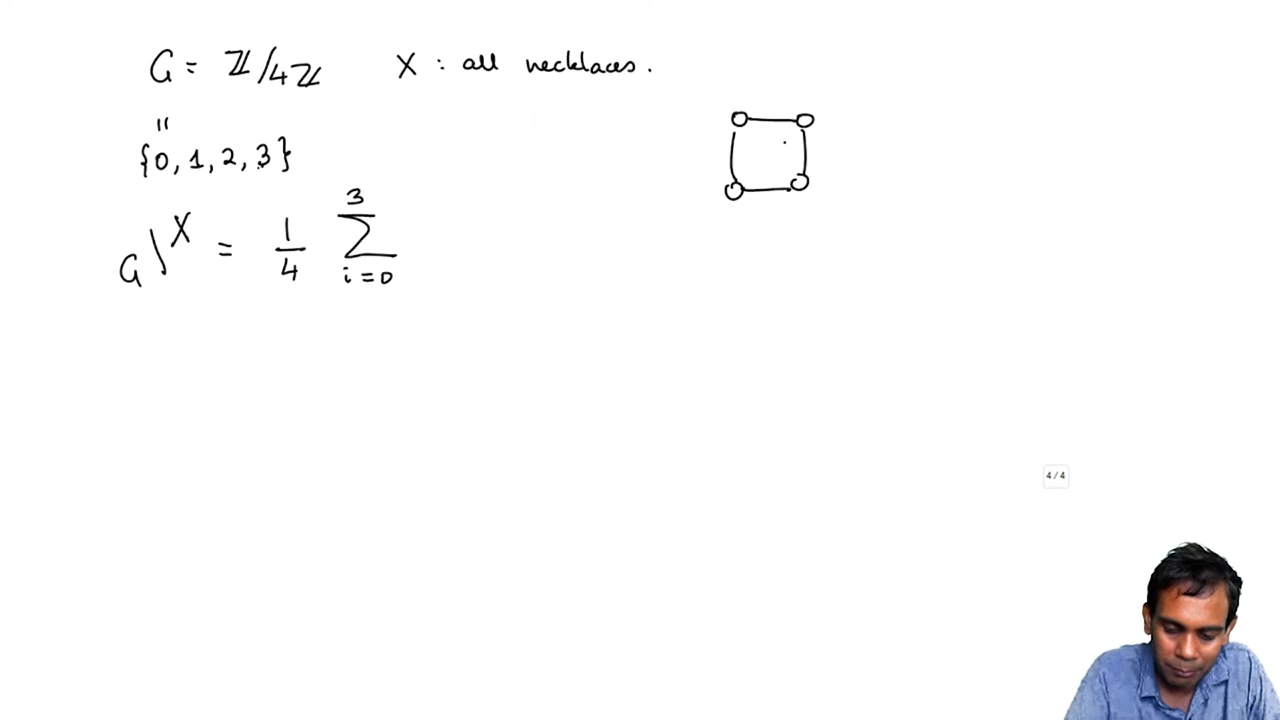 G = ℤ/4ℤ X : all necklaces.
"
{0, 1, 2, 3}
G\X = 1/4 3∑i=0
4 / 4